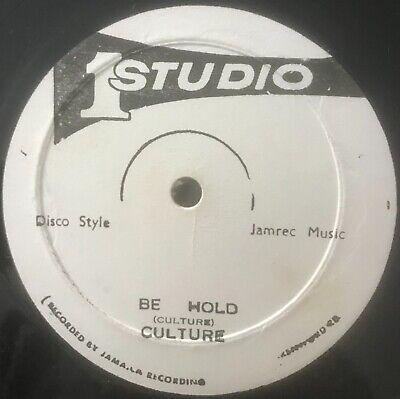 1 STUDIO
Disco Style
Jamrec Music
BE HOLD
(CULTURE)
CULTURE
RECORDED BY JAMAICA RECORDING